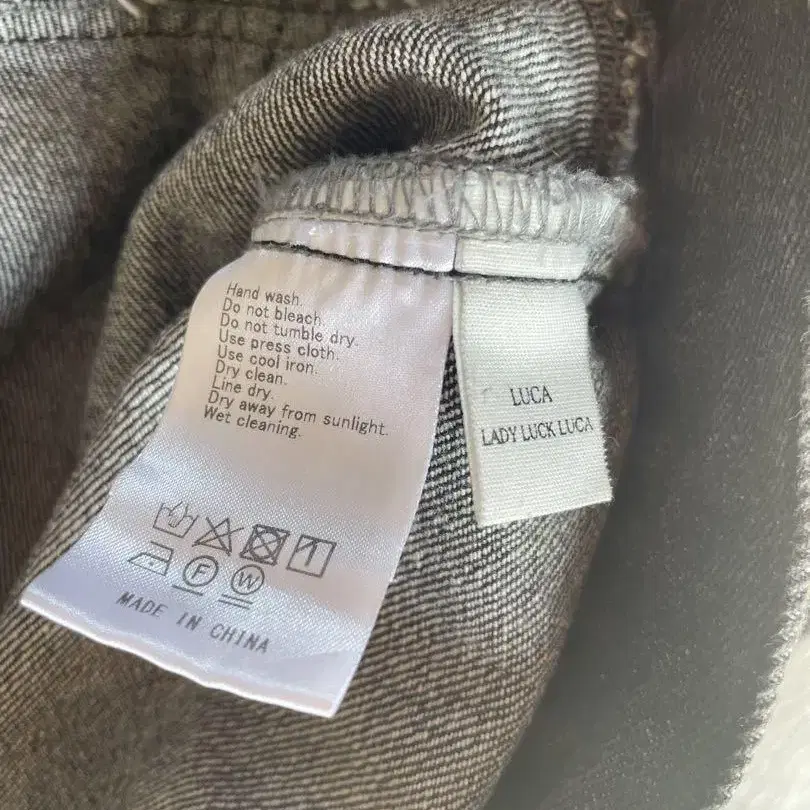 Hand wash.
Do not bleach.
Do not tumble dry.
Use press cloth.
Use cool iron.
Dry clean.
Line dry.
Dry away from sunlight.
Wet cleaning.
F
W
MADE IN CHINA
LUCA
LADY LUCK LUCA